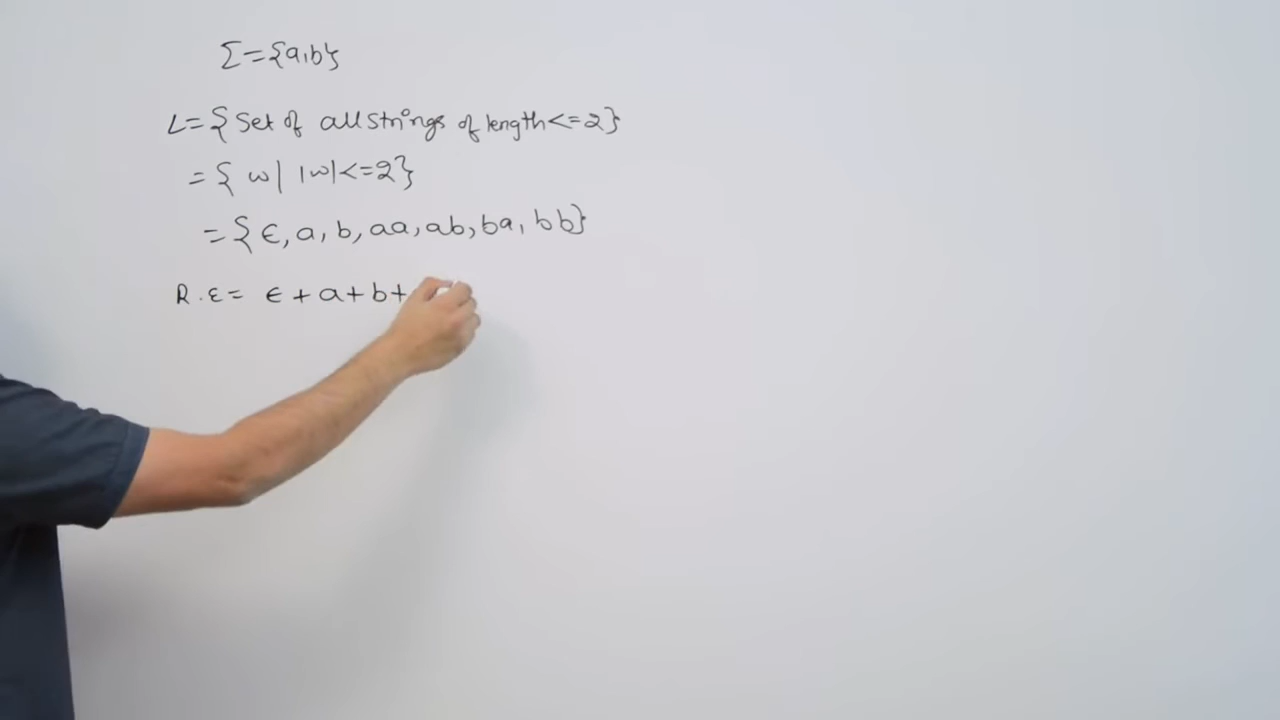 Σ={a,b}
L={Set of all strings of length<=2}
={ω| |ω|<=2}
={ϵ, a, b, aa, ab, ba, bb}
R.ε= ϵ+a+b+